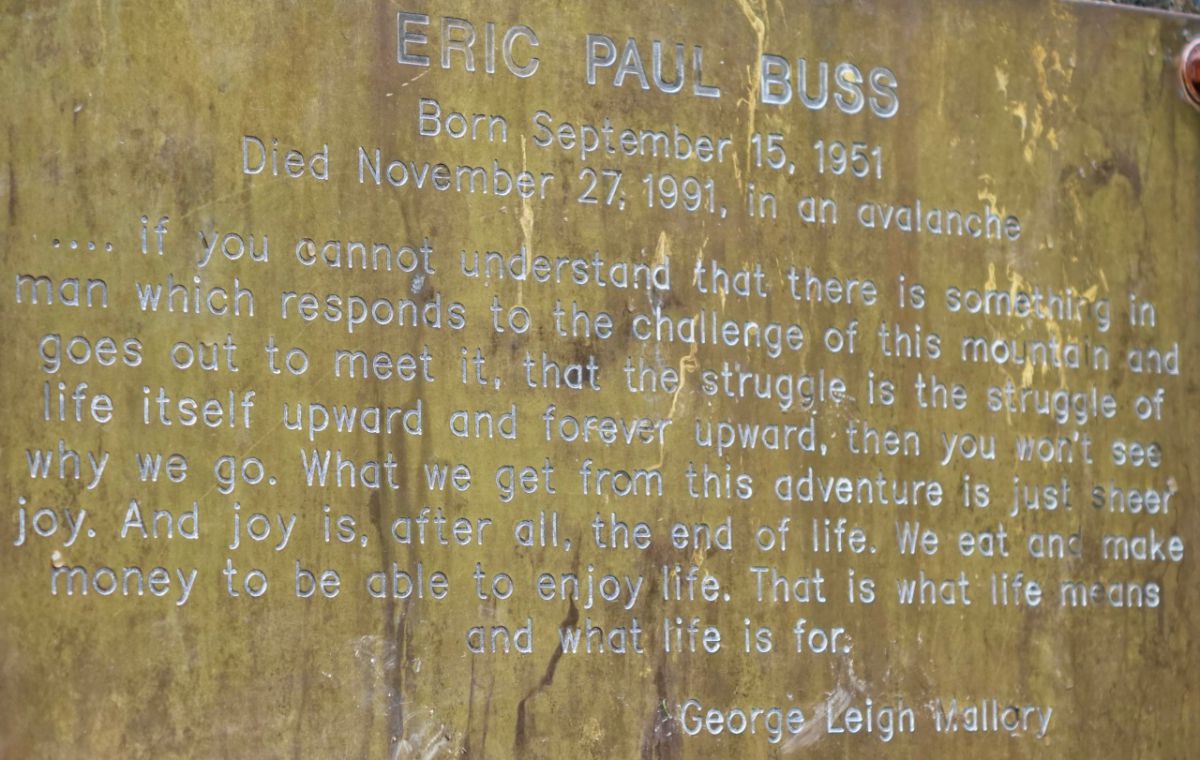 ERIC PAUL BUSS
Born September 15, 1951
Died November 27, 1991, in an avalanche
.... if you cannot understand that there is something in
man which responds to the challenge of this mountain and
goes out to meet it, that the struggle is the struggle of
life itself upward and forever upward, then you won't see
why we go. What we get from this adventure is just sheer
joy. And joy is, after all, the end of life. We eat and make
money to be able to enjoy life. That is what life means
and what life is for.
George Leigh Mallory